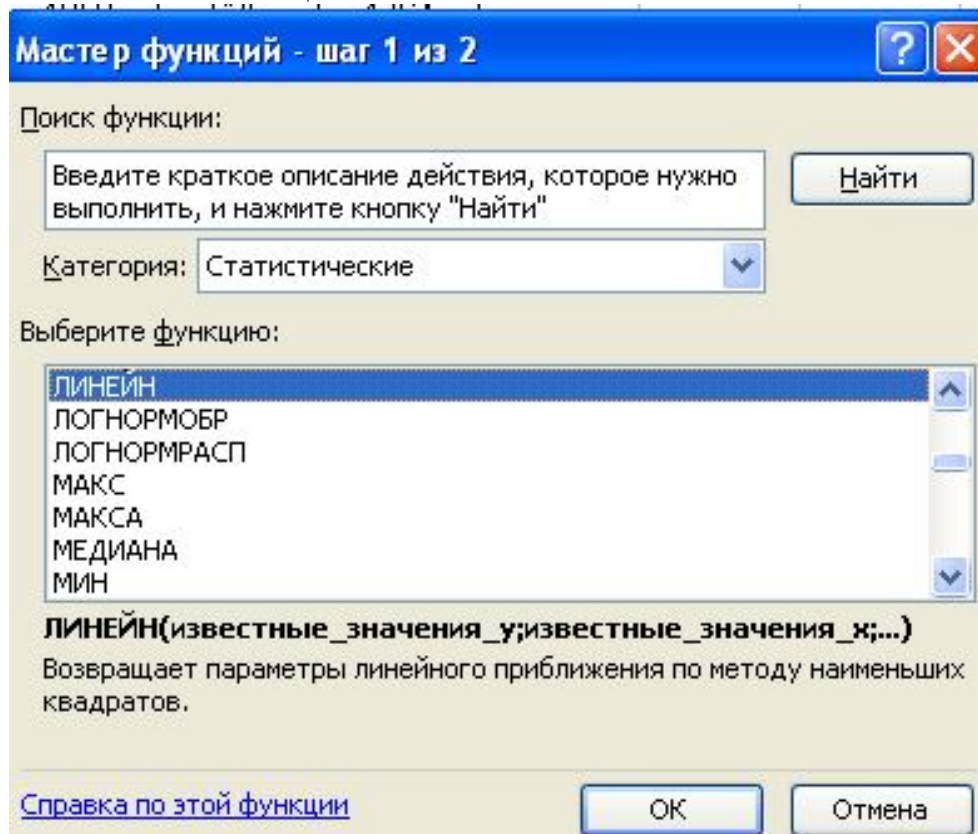 Мастер функций - шаг 1 из 2
Поиск функции:
Введите краткое описание действия, которое нужно
выполнить, и нажмите кнопку "Найти"
Найти
Категория: Статистические
Выберите функцию:
ЛИНЕЙН
ЛОГНОРМОБР
ЛОГНОРМРАСП
МАКС
МАКСА
МЕДИАНА
МИН
ЛИНЕЙН(известные_значения_y;известные_значения_x;...)
Возвращает параметры линейного приближения по методу наименьших
квадратов.
Справка по этой функции
ОК
Отмена